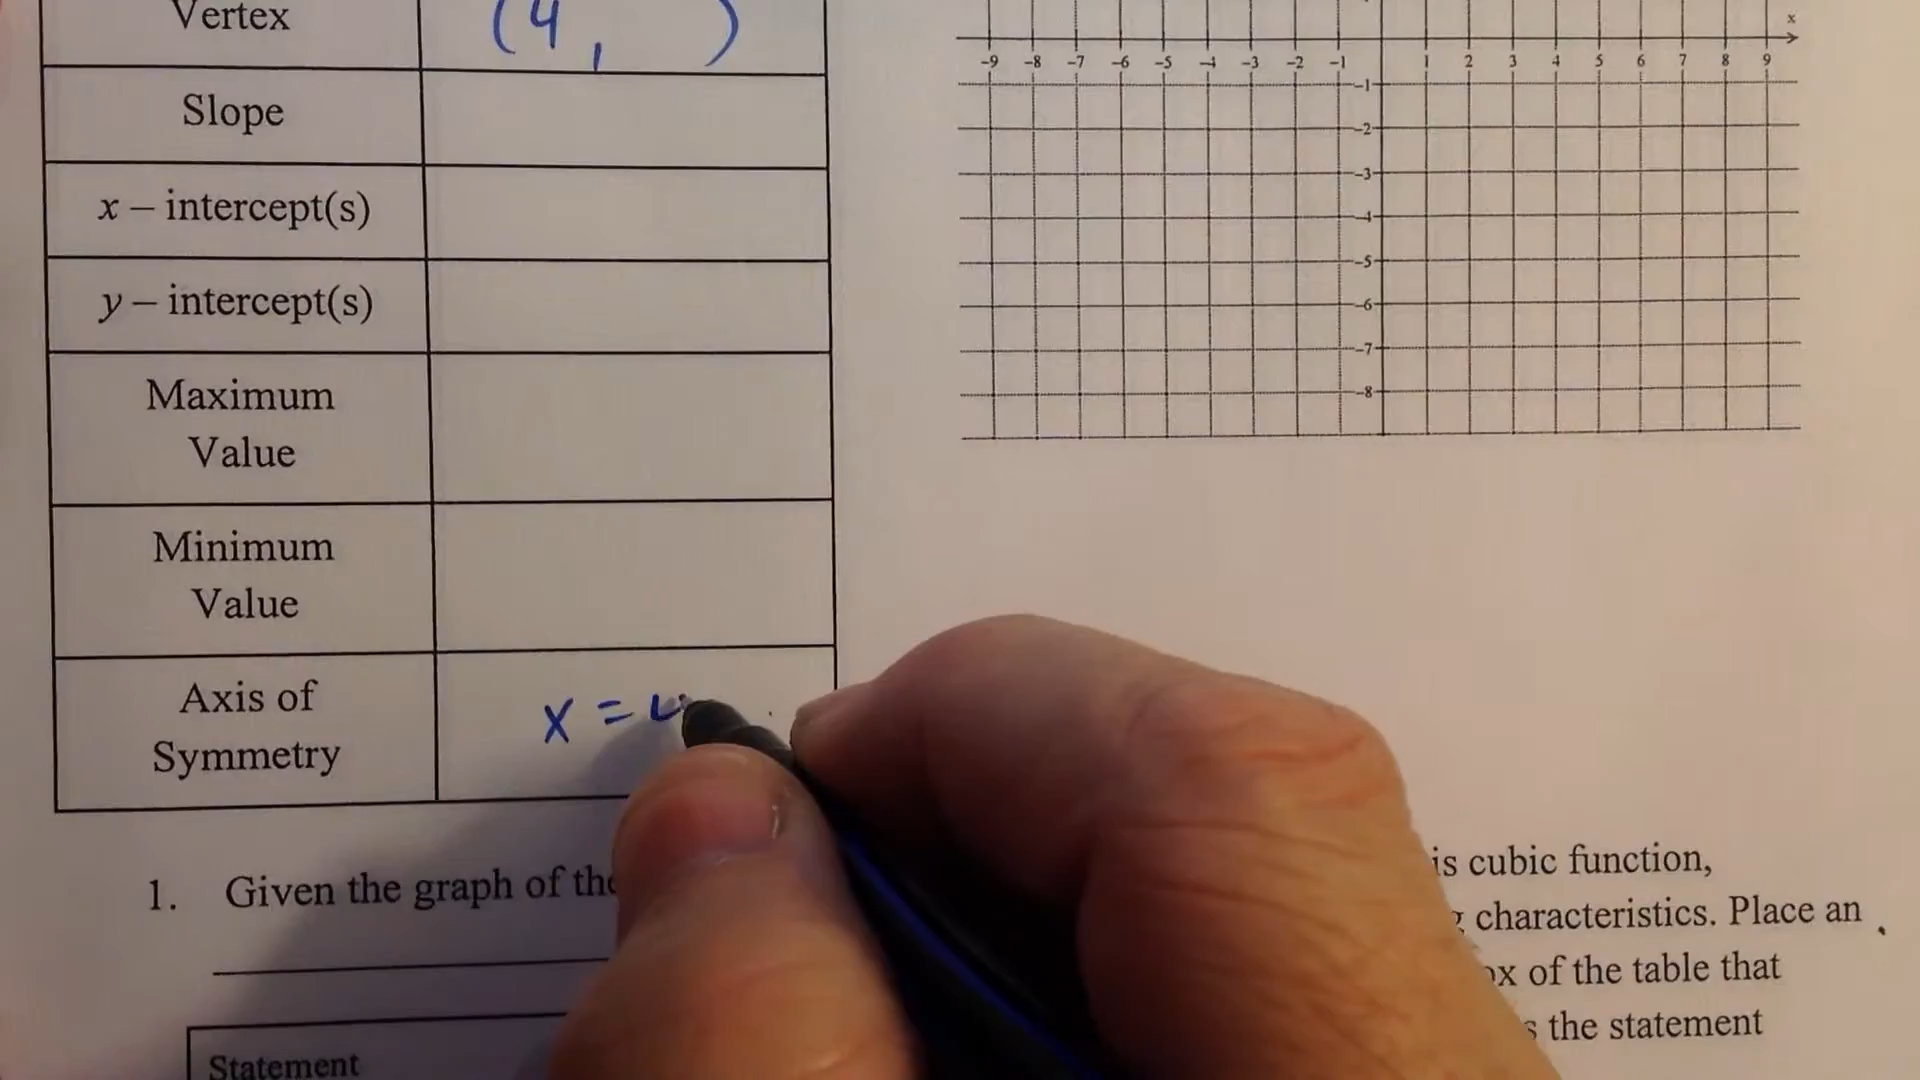 Vertex (4, )
Slope
x – intercept(s)
y – intercept(s)
Maximum
Value
Minimum
Value
Axis of
Symmetry
x = 4
x
-9 -8 -7 -6 -5 -4 -3 -2 -1 1 2 3 4 5 6 7 8 9
-1
-2
-3
-4
-5
-6
-7
-8
1. Given the graph of
is cubic function,
characteristics. Place an
of the table that
the statement
Statement